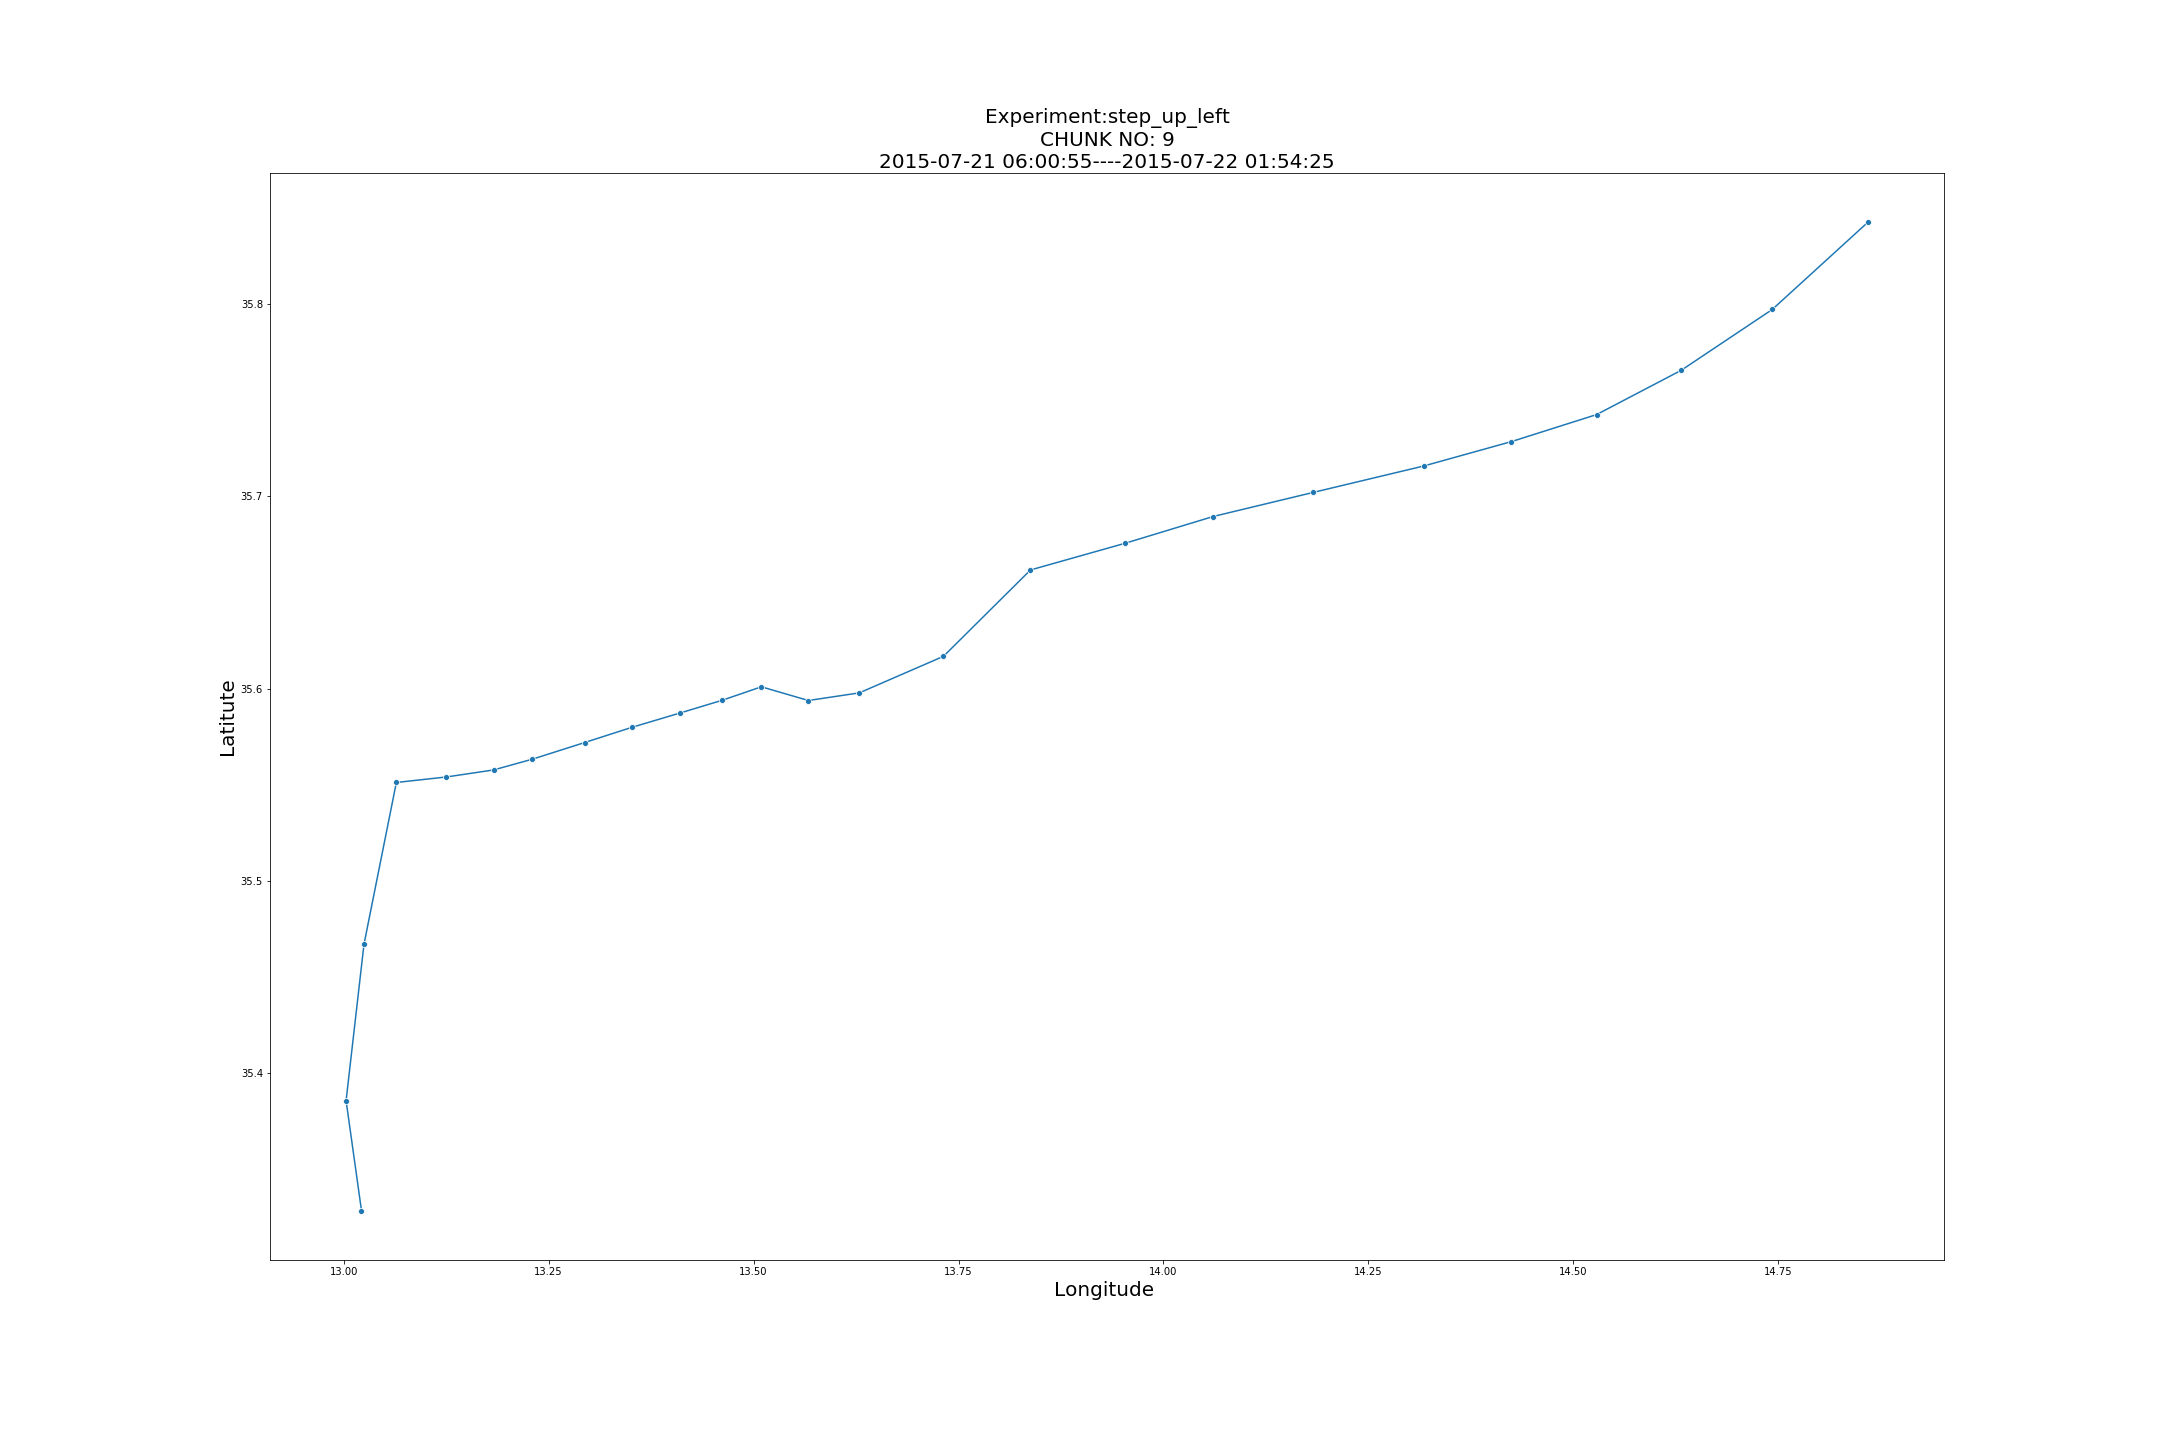 Experiment:step_up_left
CHUNK NO: 9
2015-07-21 06:00:55----2015-07-22 01:54:25
35.8
35.7
35.6
35.5
35.4
Latitute
13.00 13.25 13.50 13.75 14.00 14.25 14.50 14.75
Longitude